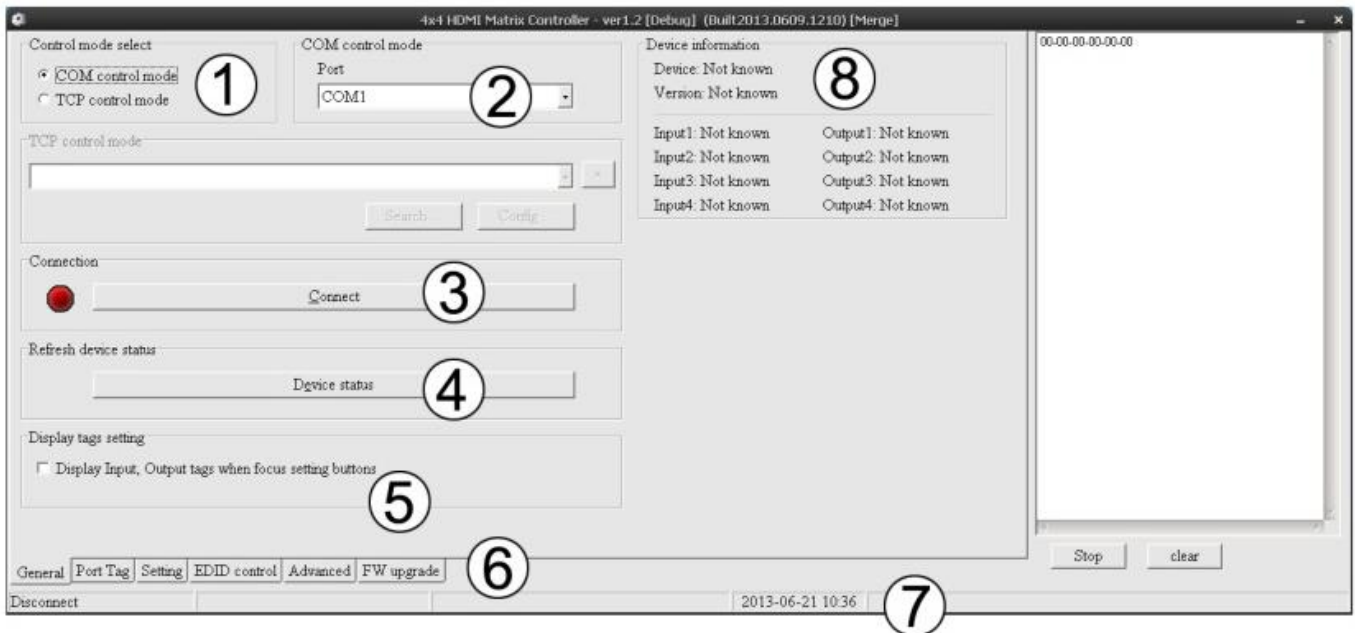 4x4 HDMI Matrix Controller - ver1.2 [Debug] (Built2013.0609.1210) [Merge]
Control mode select
COM control mode
TCP control mode
1
COM control mode
Port
COM1
2
TCP control mode
Search
Config
Connection
Connect
3
Refresh device status
Device status
4
Display tags setting
Display Input, Output tags when focus setting buttons
5
Device information
Device: Not known
Version: Not known
8
Input1: Not known Output1: Not known
Input2: Not known Output2: Not known
Input3: Not known Output3: Not known
Input4: Not known Output4: Not known
00-00-00-00-00-00
Stop clear
General Port Tag Setting EDID control Advanced FW upgrade
6
Disconnect 2013-06-21 10:36
7